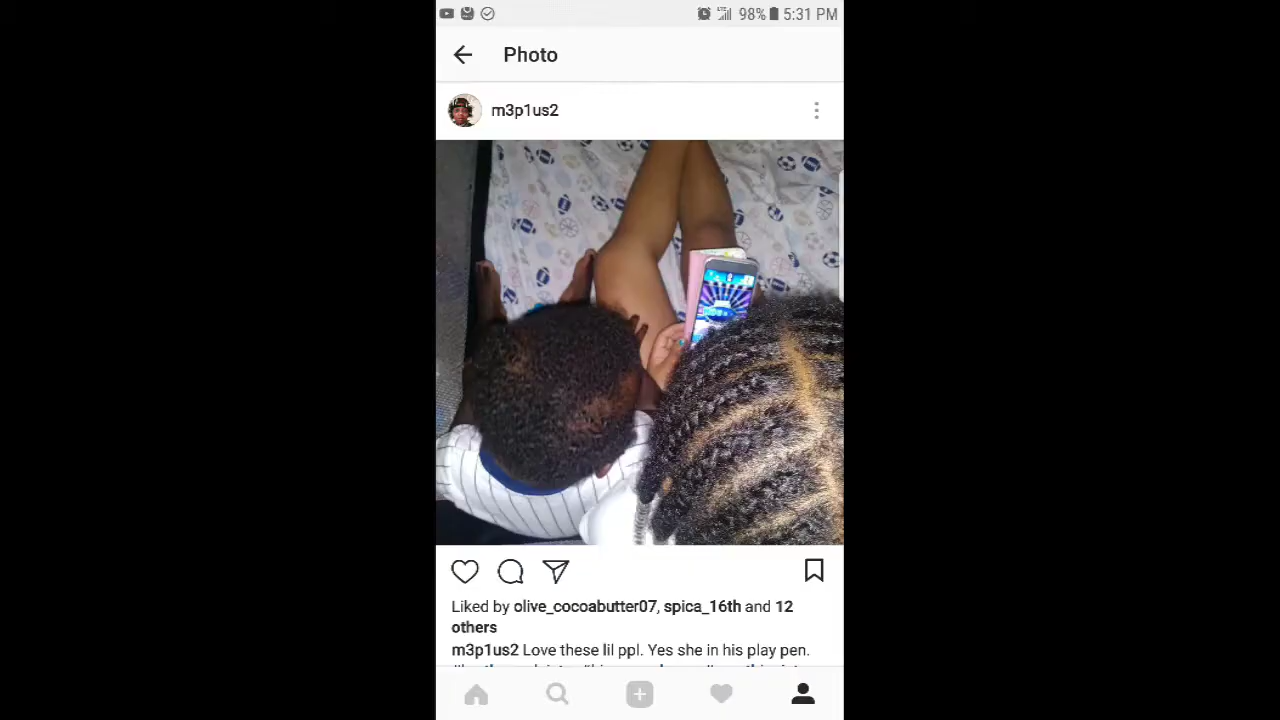 98% 5:31 PM
Photo
m3p1us2
Liked by olive_cocoabutter07, spica_16th and 12
others
m3p1us2 Love these lil ppl. Yes she in his play pen.